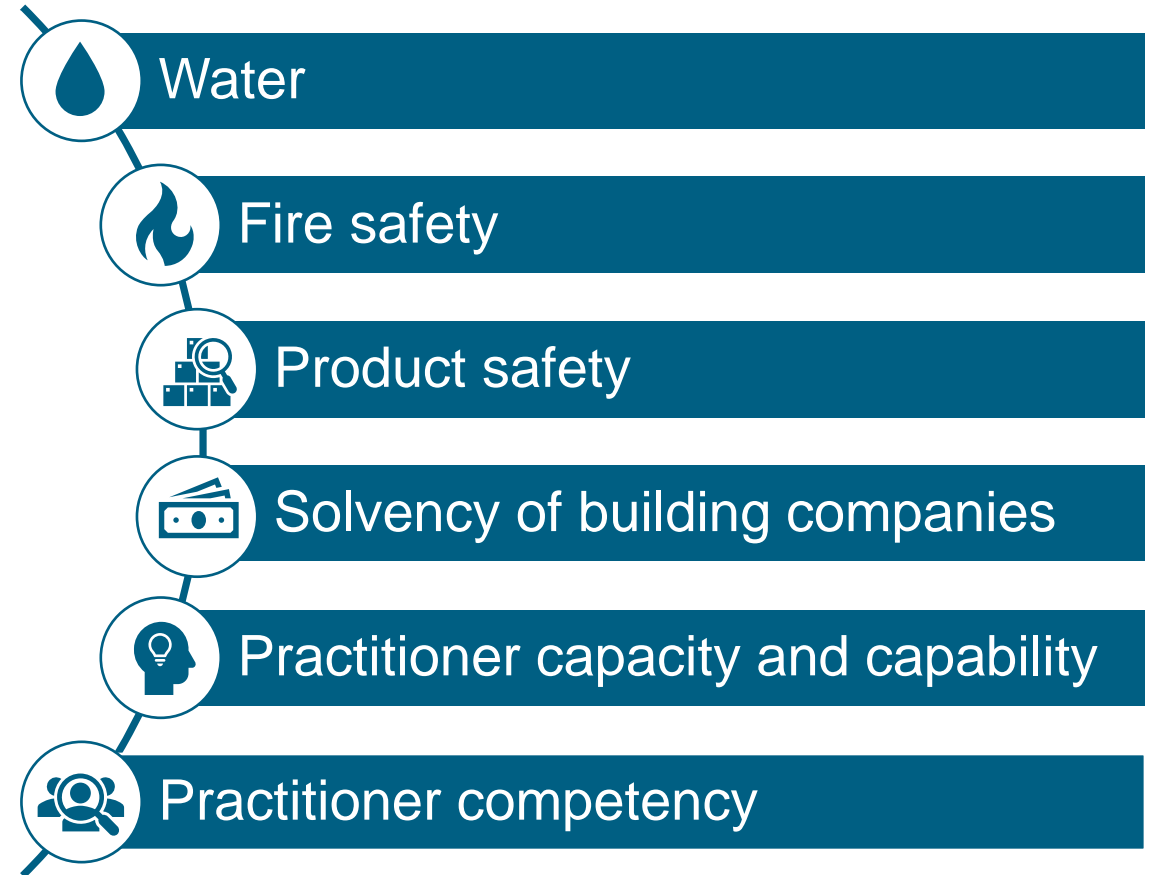 Water
Fire safety
Product safety
Solvency of building companies
Practitioner capacity and capability
Practitioner competency